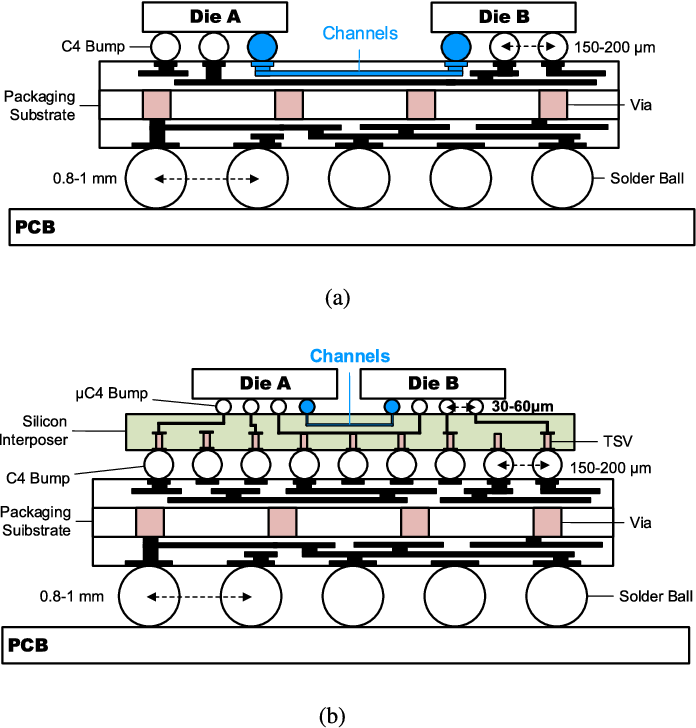 Die A
Die B
C4 Bump
Channels
150-200 µm
Packaging
Substrate
Via
0.8-1 mm
Solder Ball
PCB
(a)
Channels
Die A
Die B
µC4 Bump
30-60µm
Silicon
Interposer
TSV
C4 Bump
150-200 µm
Packaging
Suibstrate
Via
0.8-1 mm
Solder Ball
PCB
(b)